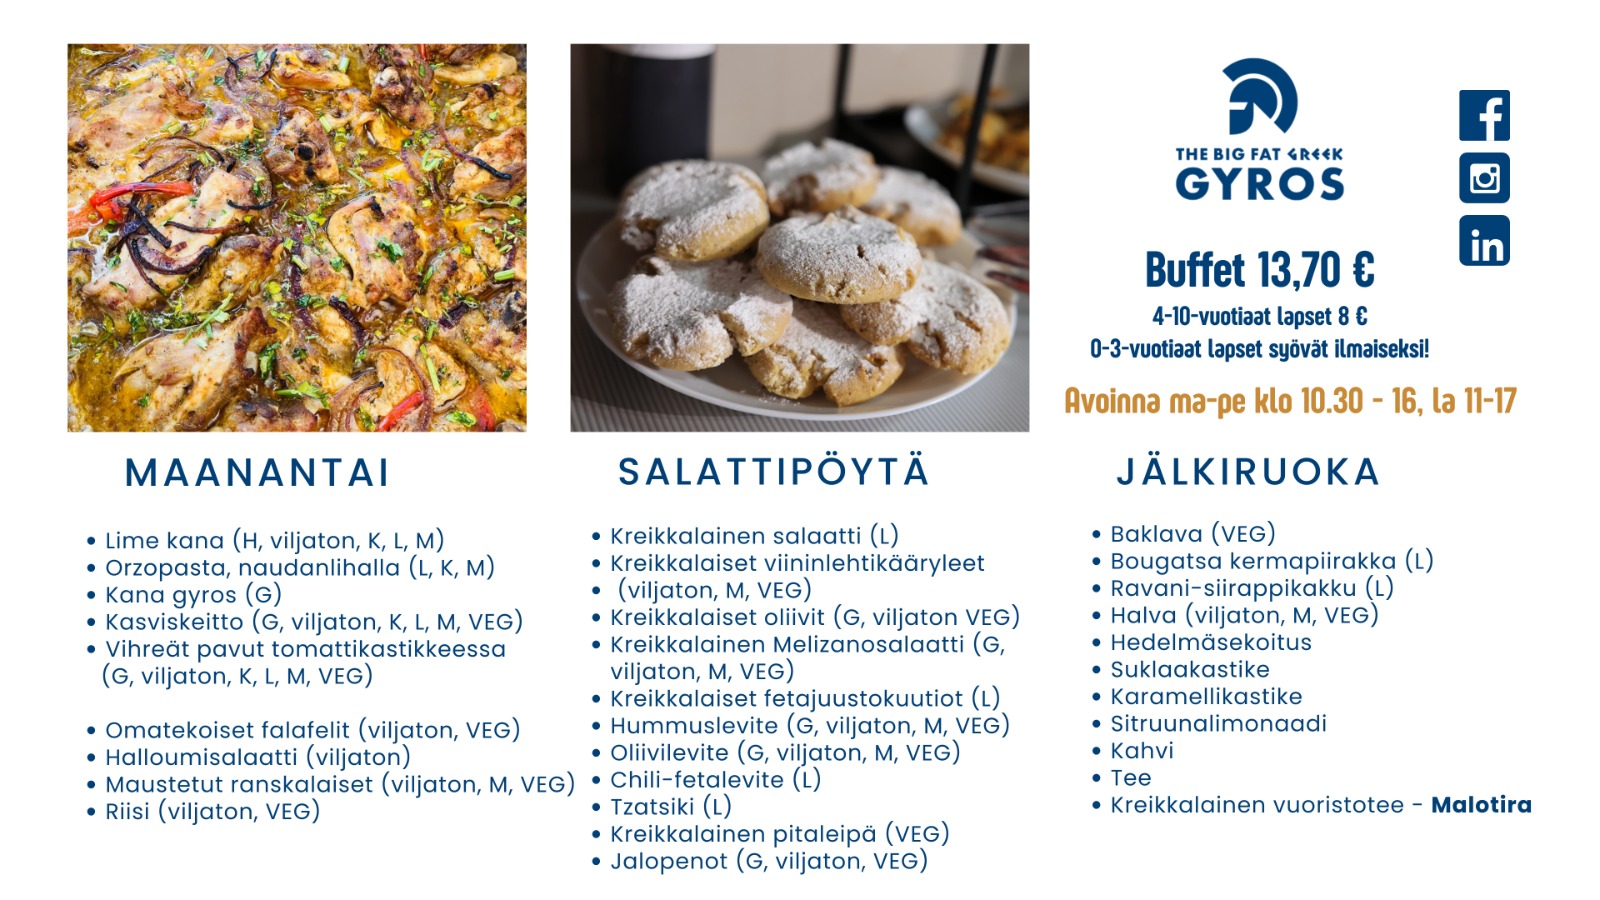 THE BIG FAT GREEK
GYROS
Buffet 13,70 €
4-10-vuotiaat lapset 8 €
0-3-vuotiaat lapset syövät ilmaiseksi!
Avoinna ma-pe klo 10.30 - 16, la 11-17
MAANANTAI
• Lime kana (H, viljaton, K, L, M)
• Orzopasta, naudanlihalla (L, K, M)
• Kana gyros (G)
• Kasviskeitto (G, viljaton, K, L, M, VEG)
• Vihreät pavut tomattikastikkeessa
(G, viljaton, K, L, M, VEG)
• Omatekoiset falafelit (viljaton, VEG)
• Halloumisalaatti (viljaton)
• Maustetut ranskalaiset (viljaton, M, VEG)
• Riisi (viljaton, VEG)
SALATTIPÖYTÄ
• Kreikkalainen salaatti (L)
• Kreikkalaiset viininlehtikääryleet
• (viljaton, M, VEG)
• Kreikkalaiset oliivit (G, viljaton VEG)
• Kreikkalainen Melizanosalaatti (G,
viljaton, M, VEG)
• Kreikkalaiset fetajuustokuutiot (L)
• Hummuslevite (G, viljaton, M, VEG)
• Oliivilevite (G, viljaton, M, VEG)
• Chili-fetalevite (L)
• Tzatsiki (L)
• Kreikkalainen pitaleipä (VEG)
• Jalopenot (G, viljaton, VEG)
JÄLKIRUOKA
• Baklava (VEG)
• Bougatsa kermapiirakka (L)
• Ravani-siirappikakku (L)
• Halva (viljaton, M, VEG)
• Hedelmäsekoitus
• Suklaakastike
• Karamellikastike
• Sitruunalimonaadi
• Kahvi
• Tee
• Kreikkalainen vuoristotee - Malotira